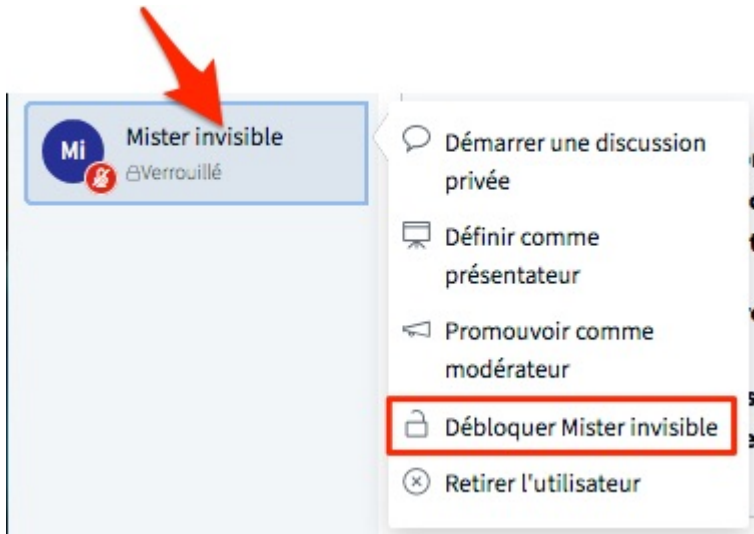 Mi
Mister invisible
Verrouillé
Démarrer une discussion
privée
Définir comme
présentateur
Promouvoir comme
modérateur
Débloquer Mister invisible
Retirer l'utilisateur